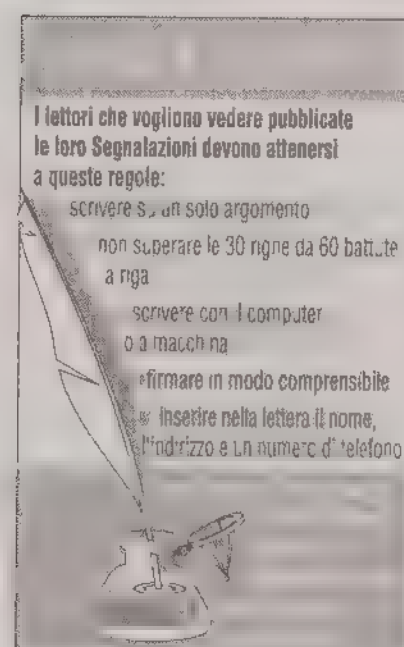 I lettori che vogliono vedere pubblicate
le loro Segnalazioni devono attenersi
a queste regole:
scrivere su un solo argomento
non superare le 30 righe da 60 battute
a riga
scrivere con il computer
o a macchina
firmare in modo comprensibile
inserire nella lettera il nome,
l'indirizzo e un numero di telefono